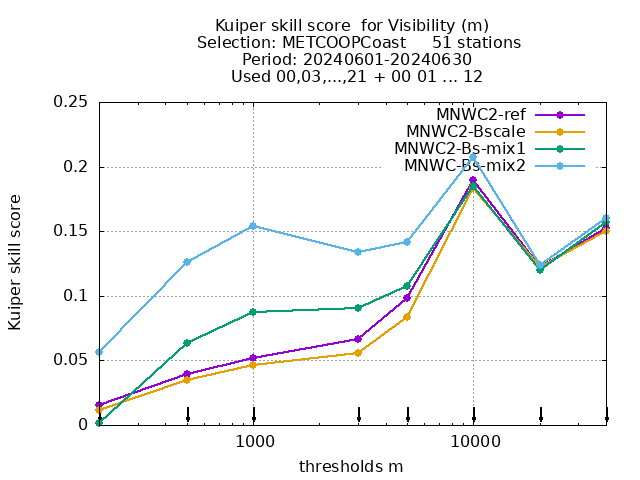 Kuiper skill score  for Visibility (m)
Selection: METCOOPCoast     51 stations
Period: 20240601-20240630
Used 00,03,...,21 + 00 01 ... 12
MNWC2-ref
MNWC2-Bscale
MNWC2-Bs-mix1
MNWC-Bs-mix2
Kuiper skill score
0.25
0.2
0.15
0.1
0.05
0
1000
10000
thresholds m